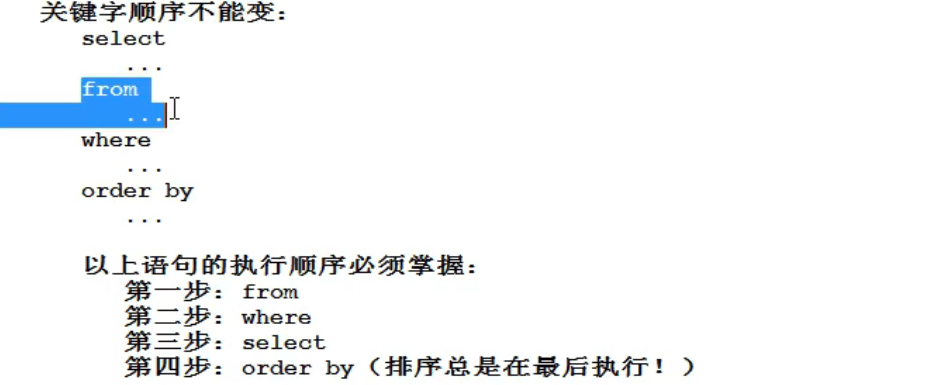 关键字顺序不能变：
select
...
from
...
where
...
order by
...
以上语句的执行顺序必须掌握：
第一步：from
第二步：where
第三步：select
第四步：order by（排序总是在最后执行！）